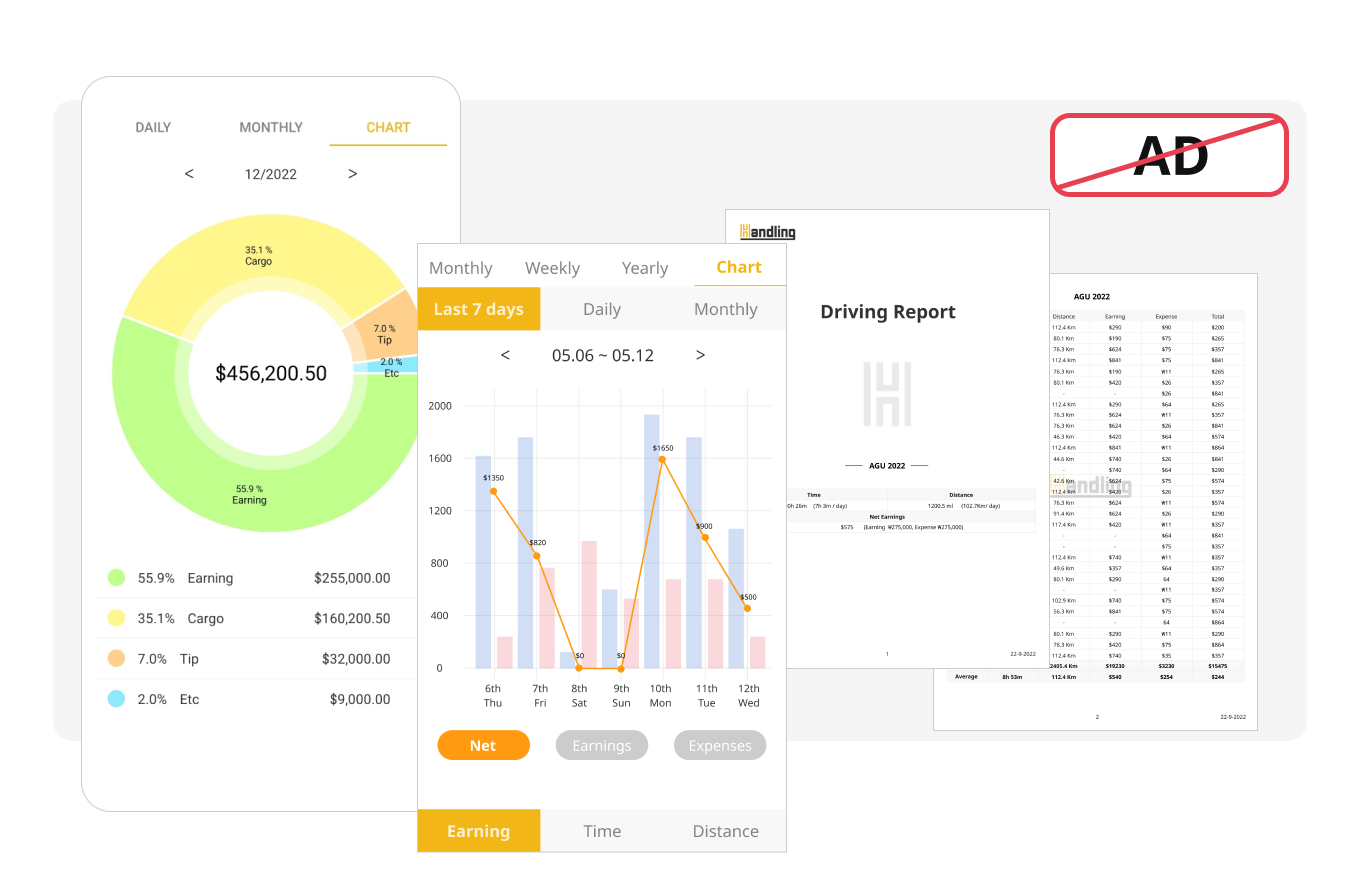 DAILY MONTHLY CHART
< 12/2022 >
35.1 %
Cargo
7.0 %
Tip
2.0 %
Etc
$456,200.50
55.9 %
Earning
55.9% Earning $255,000.00
35.1% Cargo $160,200.50
7.0% Tip $32,000.00
2.0% Etc $9,000.00
Monthly Weekly Yearly Chart
Last 7 days Daily Monthly
< 05.06 ~ 05.12 >
2000
1600
1200
800
400
0
$1350
$820
$0
$0
$1650
$900
$500
6th 7th 8th 9th 10th 11th 12th
Thu Fri Sat Sun Mon Tue Wed
Net Earnings Expenses
Earning Time Distance
AD
Handling
Driving Report
AGU 2022
Time Distance
0h 26m (7h 3m / day) 1200.5 ml (102.7Km/ day)
Net Earnings
$575 (Earning ₩275,000, Expense ₩275,000)
1 22-9-2022
AGU 2022
Distance Earning Expense Total
112.4 Km $290 $90 $200
80.1 Km $190 $75 $265
76.3 Km $624 $75 $357
112.4 Km $841 $75 $841
76.3 Km $190 ₩11 $265
80.1 Km $420 $26 $357
- - $26 $841
112.4 Km $290 $64 $265
76.3 Km $624 ₩11 $357
76.3 Km $624 $26 $841
46.3 Km $420 $64 $574
112.4 Km $841 ₩11 $864
44.6 Km $740 $26 $841
- $740 $64 $290
42.6 Km $624 $75 $574
112.4 Km $420 $26 $357
76.3 Km $624 ₩11 $574
91.4 Km $624 $26 $290
117.4 Km $420 ₩11 $357
- - $64 $841
- - $75 $357
112.4 Km $740 ₩11 $357
49.6 Km $357 $64 $357
80.1 Km $290 64 $290
- - ₩11 $357
102.9 Km $740 $75 $574
56.3 Km $841 $75 $574
- - 64 $864
80.1 Km $290 ₩11 $290
76.3 Km $420 $75 $864
112.4 Km $740 $35 $357
2405.4 Km $19230 $3230 $15475
Average 8h 53m 112.4 Km $540 $254 $244
Handling
2 22-9-2022